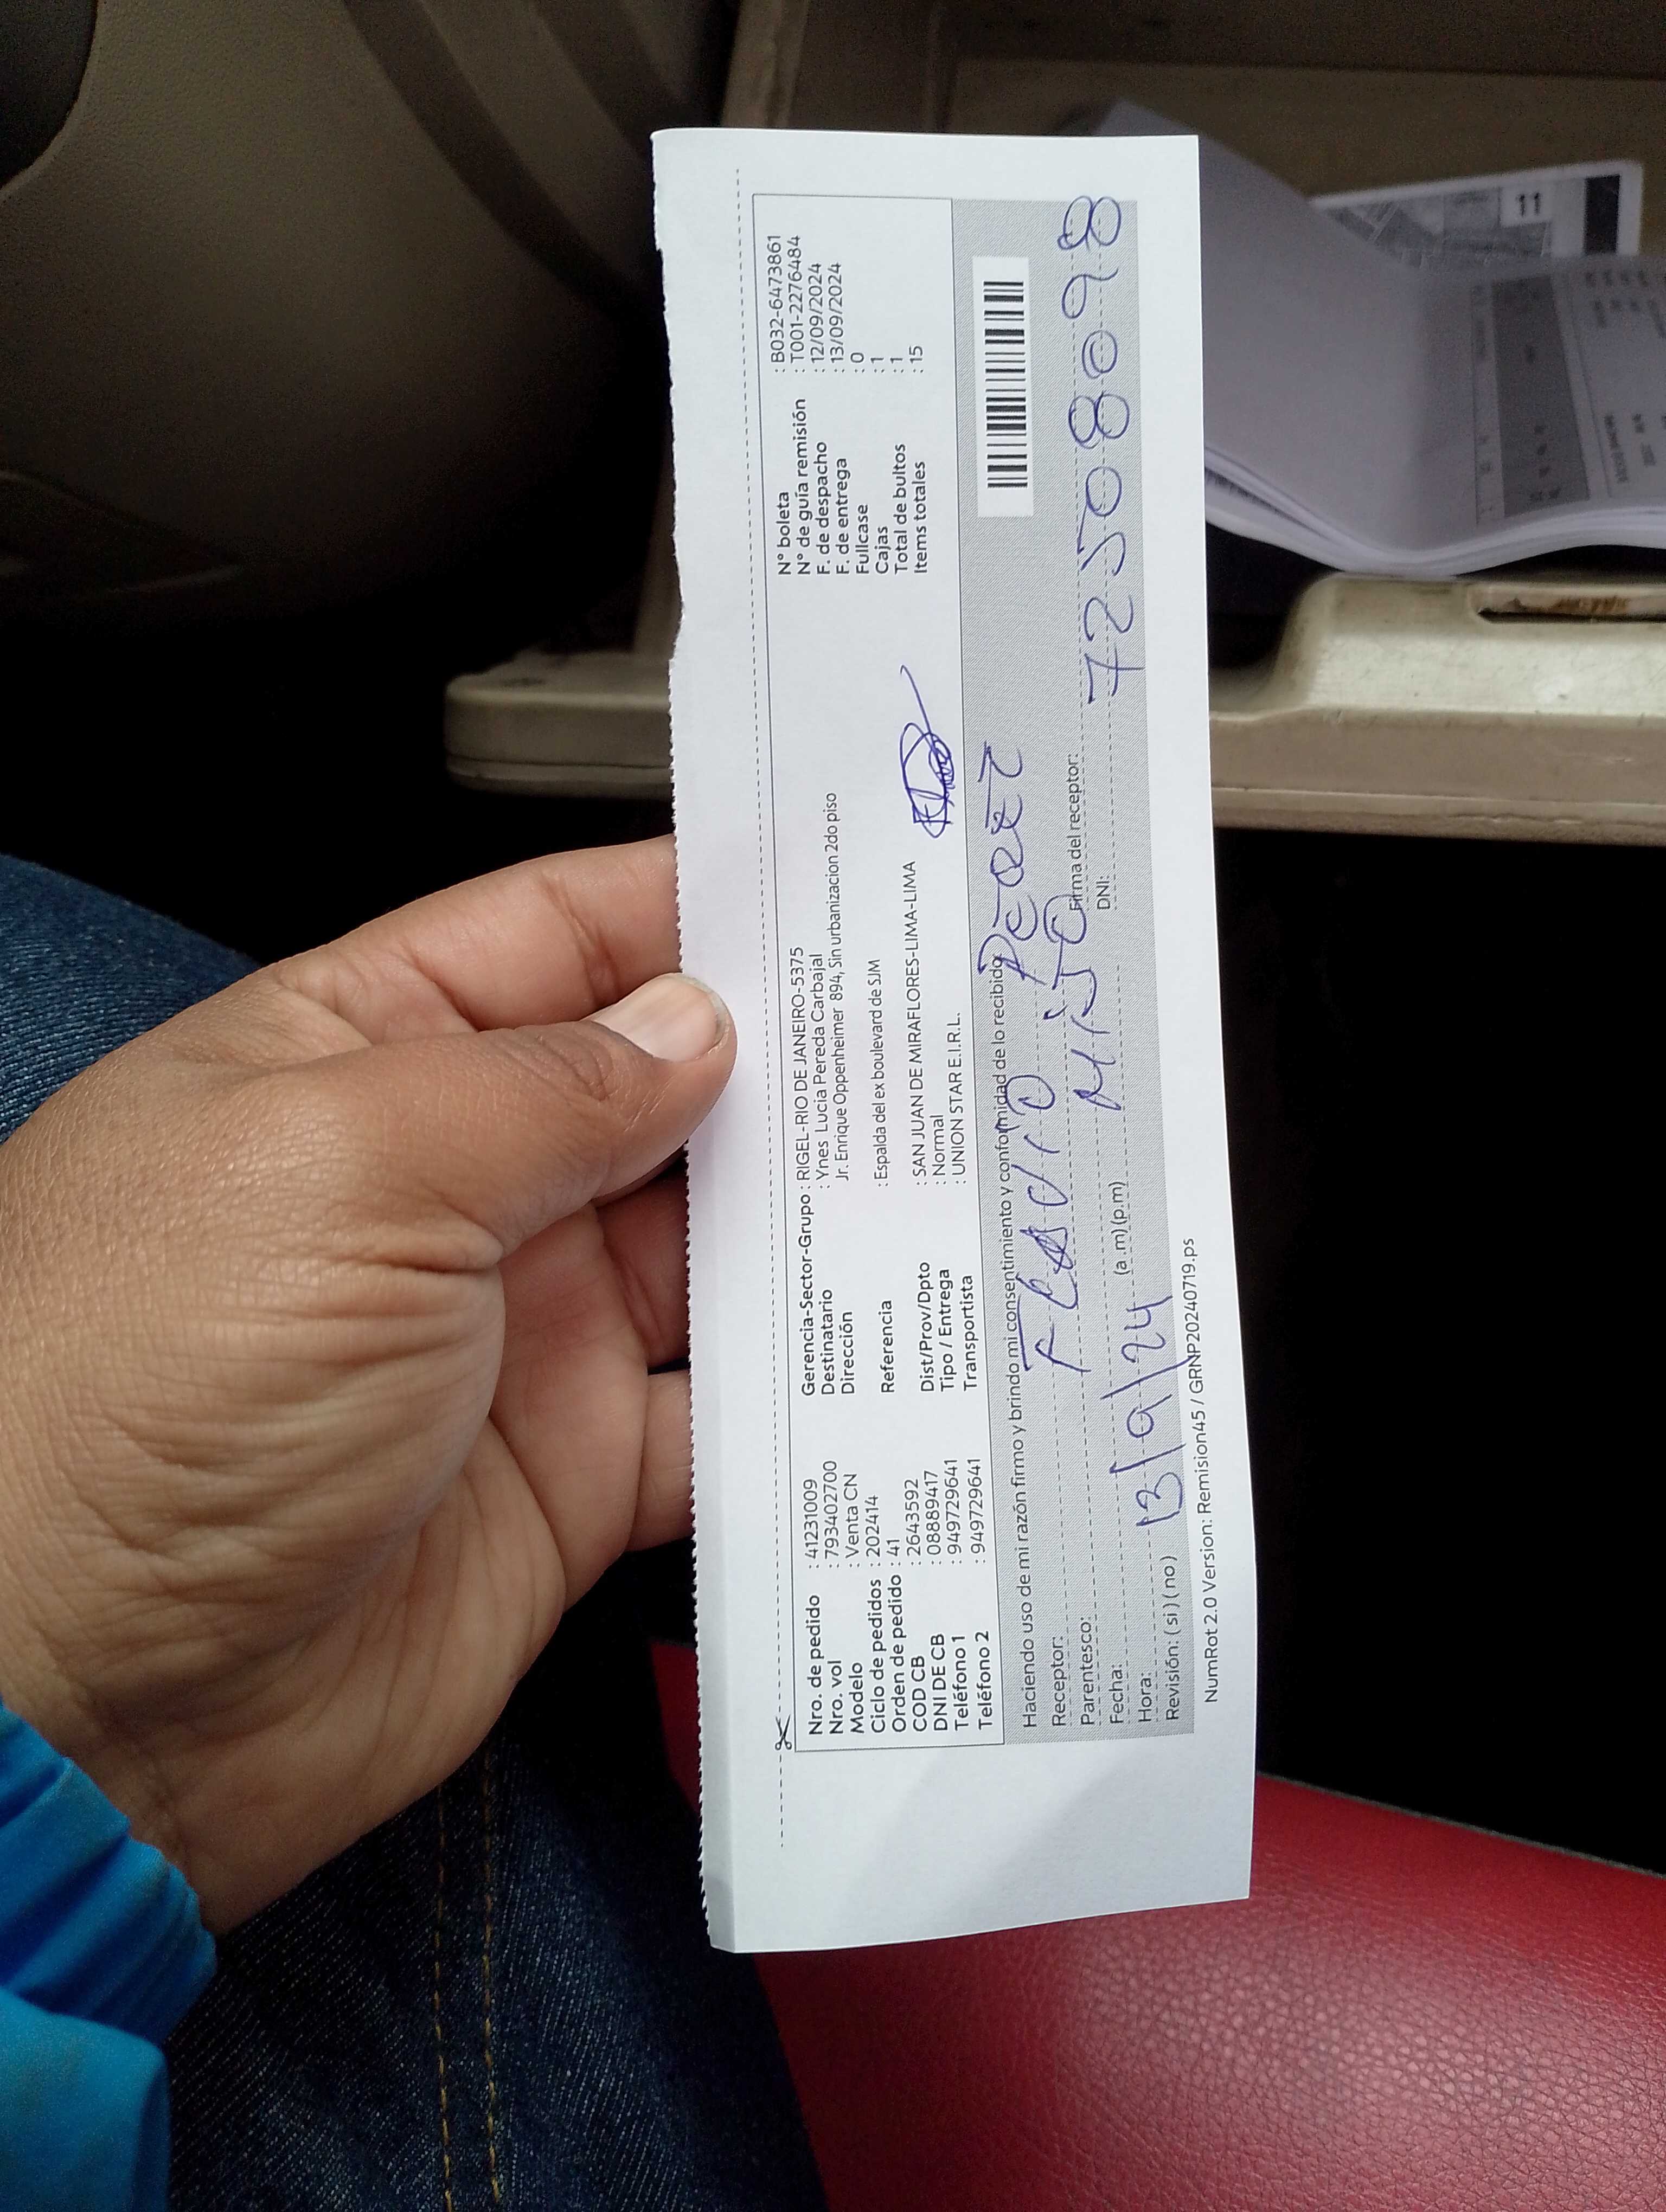 Nro. de pedido : 41231009
Nro. vol : 793402700
Modelo : Venta CN
Ciclo de pedidos : 202414
Orden de pedido : 41
COD CB : 2643592
DNI DE CB : 08889417
Teléfono 1 : 949729641
Teléfono 2 : 949729641
Gerencia-Sector-Grupo : RIGEL-RIO DE JANEIRO-5375
Destinatario : Ynes Lucia Pereda Carbajal
Dirección Jr. Enrique Oppenheimer 894, Sin urbanizacion 2do piso
Referencia : Espalda del ex boulevard de SJM
Dist/Prov/Dpto : SAN JUAN DE MIRAFLORES-LIMA-LIMA
Tipo / Entrega : Normal
Transportista : UNION STAR E.I.R.L.
N° boleta : B032-6473861
N° de guía remisión : T001-2276484
F. de despacho : 12/09/2024
F. de entrega : 13/09/2024
Fullcase : 0
Cajas : 1
Total de bultos : 1
Items totales : 15
Haciendo uso de mi razón firmo y brindo mi consentimiento y conformidad de lo recibido.
Receptor: Perez
Parentesco:
Fecha: 13/9/24
Hora: (a.m)(p.m)
Revisión: (si) (no)
Firma del receptor:
DNI: 72508098
NumRot 2.0 Version: Remision45 / GRNP20240719.ps
11